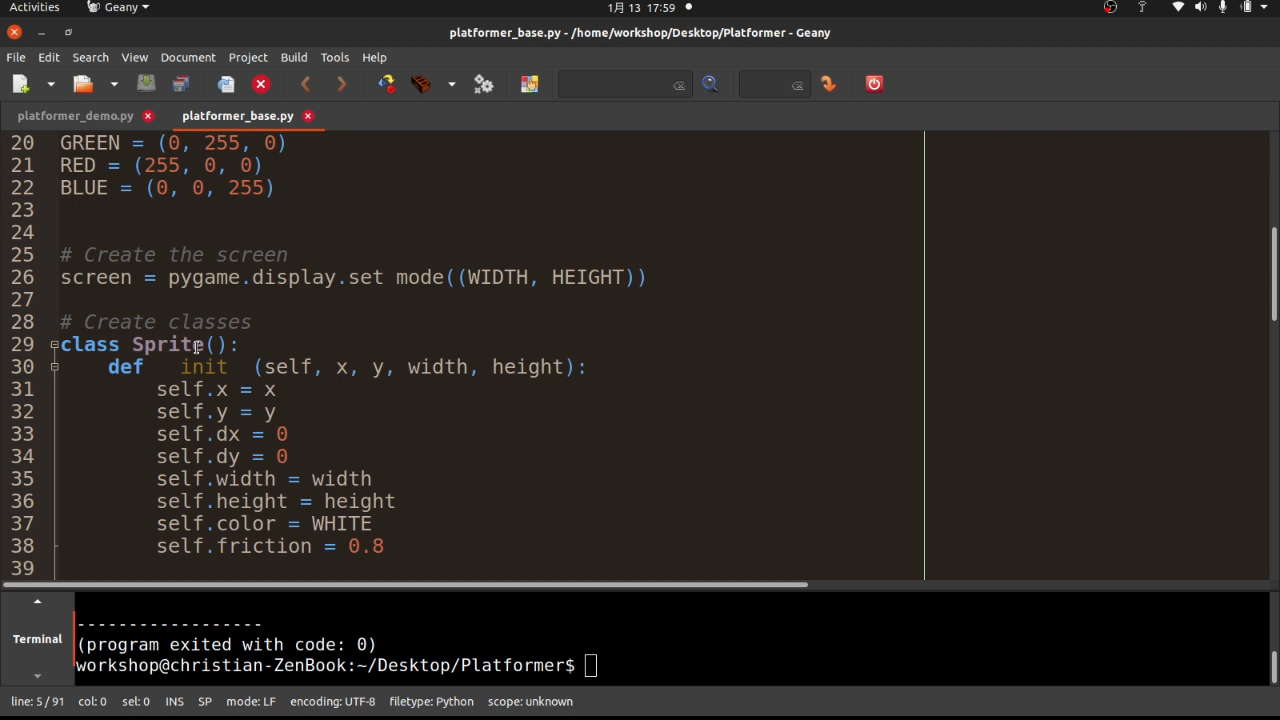 Activities Geany 1月 13 17:59
platformer_base.py - /home/workshop/Desktop/Platformer - Geany
File Edit Search View Document Project Build Tools Help
platformer_demo.py platformer_base.py
20 GREEN = (0, 255, 0)
21 RED = (255, 0, 0)
22 BLUE = (0, 0, 255)
23
24
25 # Create the screen
26 screen = pygame.display.set mode((WIDTH, HEIGHT))
27
28 # Create classes
29 class Sprite():
30 def init (self, x, y, width, height):
31 self.x = x
32 self.y = y
33 self.dx = 0
34 self.dy = 0
35 self.width = width
36 self.height = height
37 self.color = WHITE
38 self.friction = 0.8
39
------------------
(program exited with code: 0)
Terminal
workshop@christian-ZenBook:~/Desktop/Platformer$
line: 5 / 91 col: 0 sel: 0 INS SP mode: LF encoding: UTF-8 filetype: Python scope: unknown